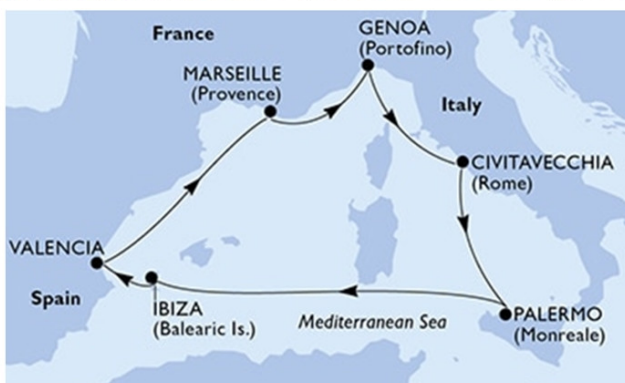 France
GENOA
(Portofino)
MARSEILLE
(Provence)
Italy
CIVITAVECCHIA
(Rome)
VALENCIA
Spain
IBIZA
(Balearic Is.)
Mediterranean Sea
PALERMO
(Monreale)